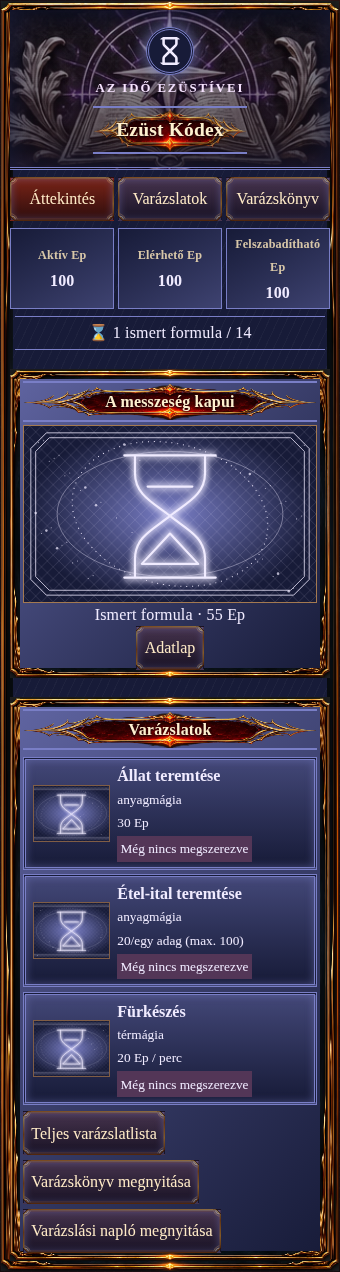 AZ IDŐ EZÜSTÍVEI
Ezüst Kódex
Áttekintés
Varázslatok
Varázskönyv
Aktív Ep
100
Elérhető Ep
100
Felszabadítható
Ep
100
⌛ 1 ismert formula / 14
A messzeség kapui
Ismert formula · 55 Ep
Adatlap
Varázslatok
Állat teremtése
anyagmágia
30 Ep
Még nincs megszerezve
Étel-ital teremtése
anyagmágia
20/egy adag (max. 100)
Még nincs megszerezve
Fürkészés
térmágia
20 Ep / perc
Még nincs megszerezve
Teljes varázslatlista
Varázskönyv megnyitása
Varázslási napló megnyitása